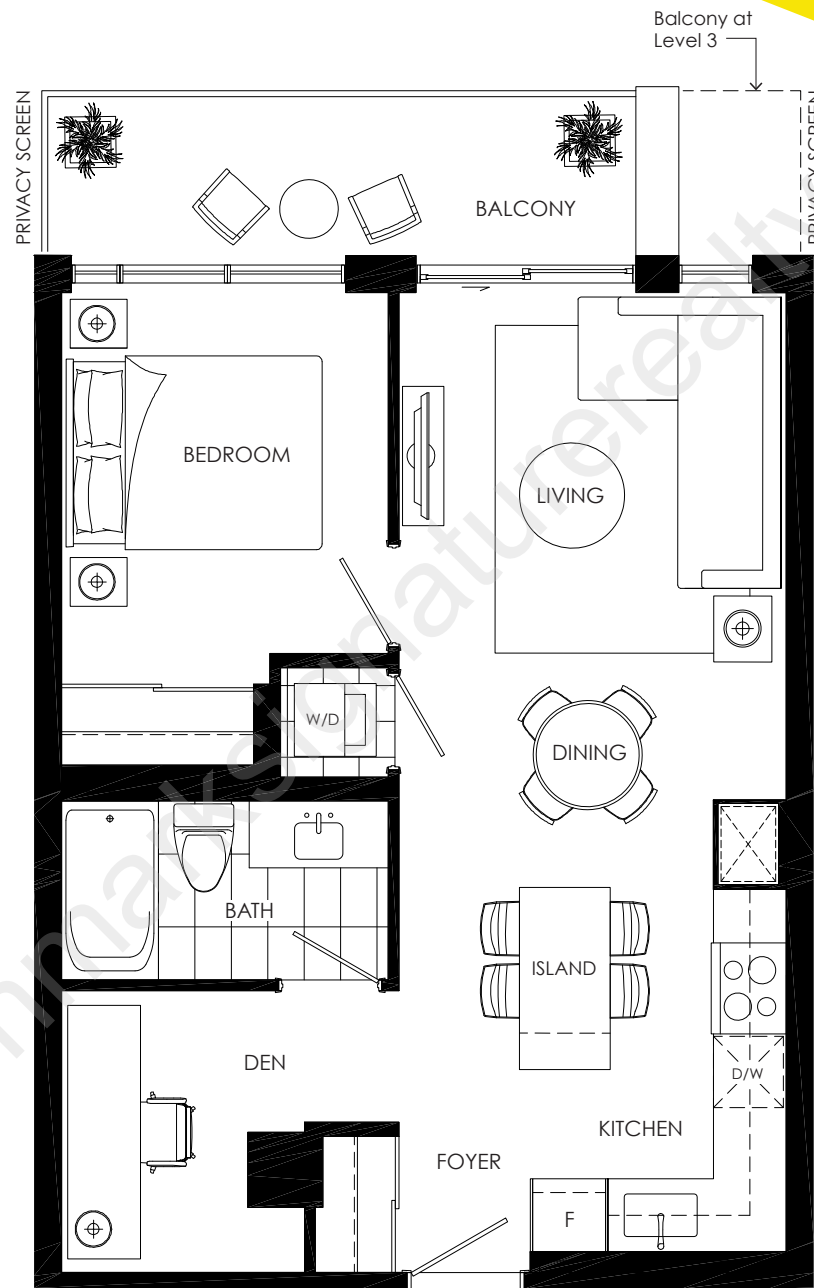 Balcony at
Level 3
PRIVACY SCREEN
PRIVACY SCREEN
BALCONY
BEDROOM
LIVING
W/D
DINING
BATH
ISLAND
DEN
D/W
KITCHEN
FOYER
F